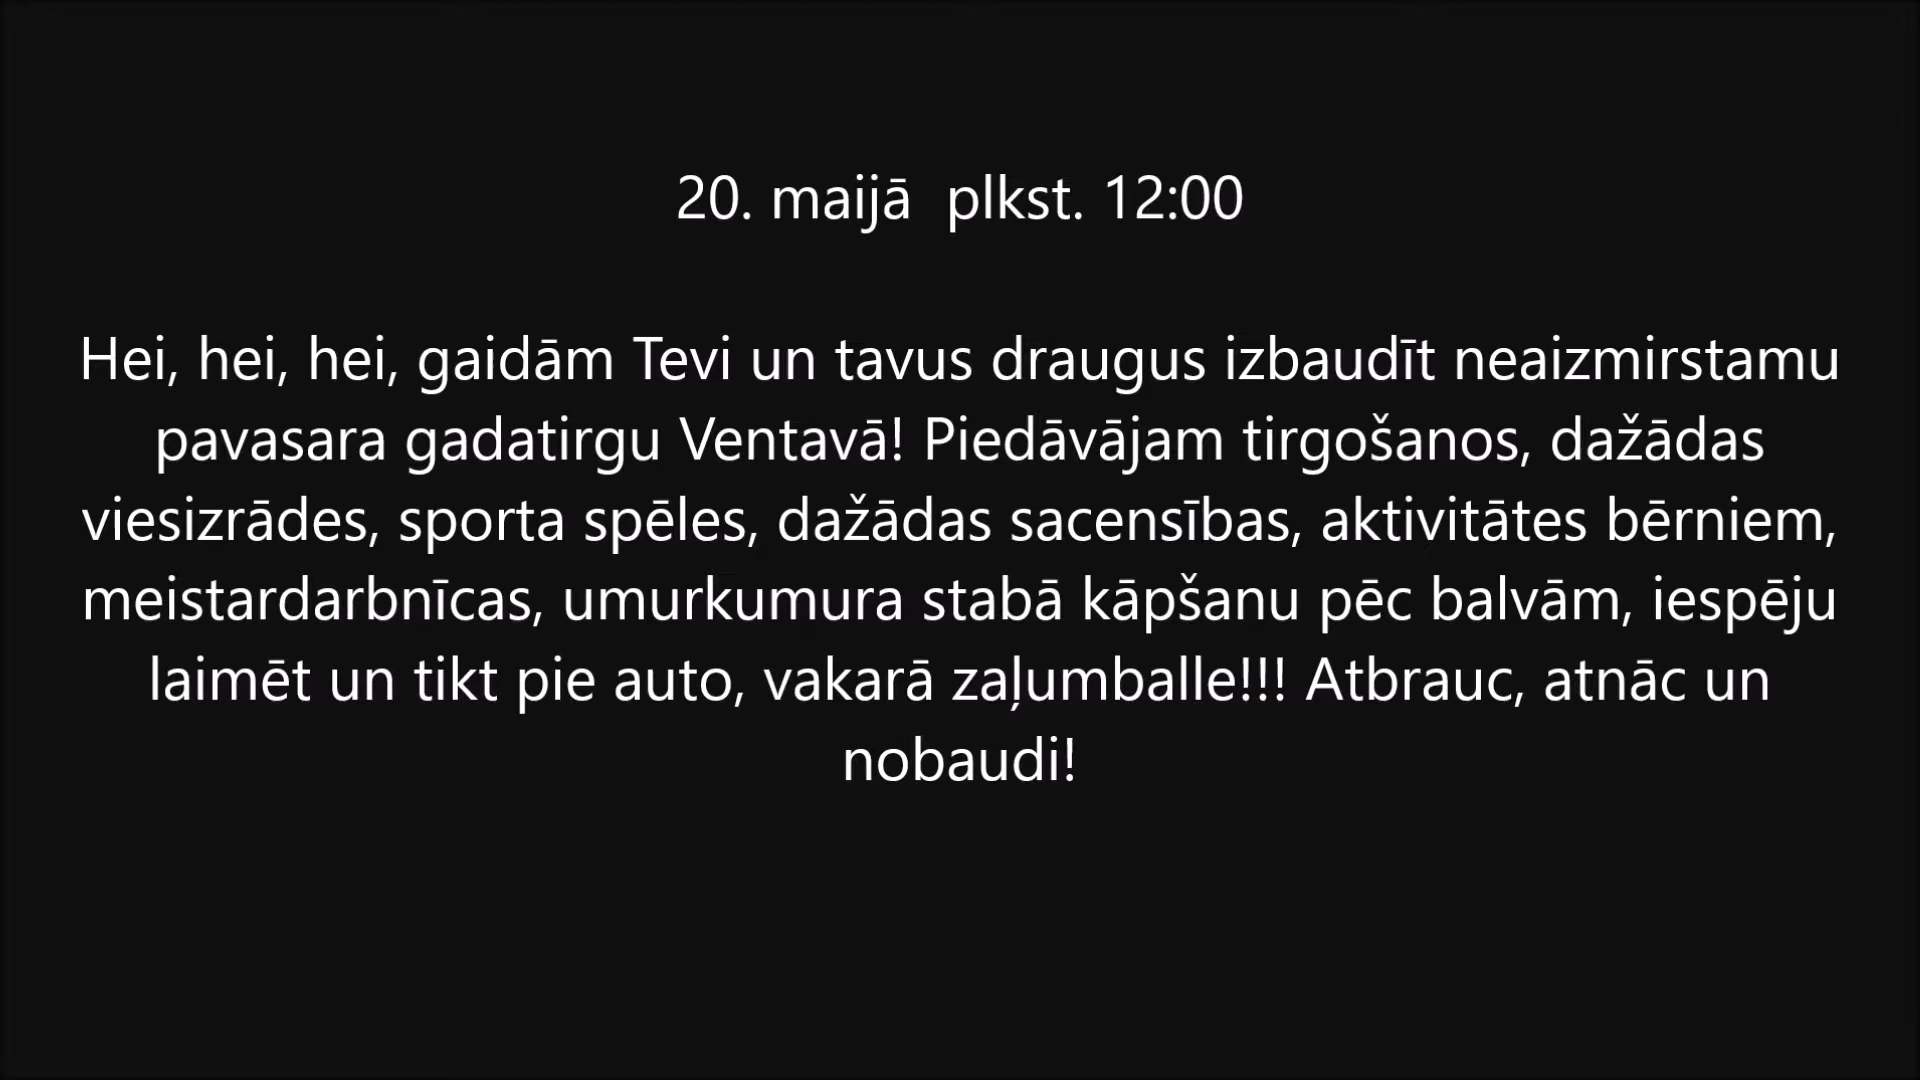 20. maijā  plkst. 12:00
Hei, hei, hei, gaidām Tevi un tavus draugus izbaudīt neaizmirstamu
pavasara gadatirgu Ventavā! Piedāvājam tirgošanos, dažādas
viesizrādes, sporta spēles, dažādas sacensības, aktivitātes bērniem,
meistardarbnīcas, umurkumura stabā kāpšanu pēc balvām, iespēju
laimēt un tikt pie auto, vakarā zaļumballe!!! Atbrauc, atnāc un
nobaudi!